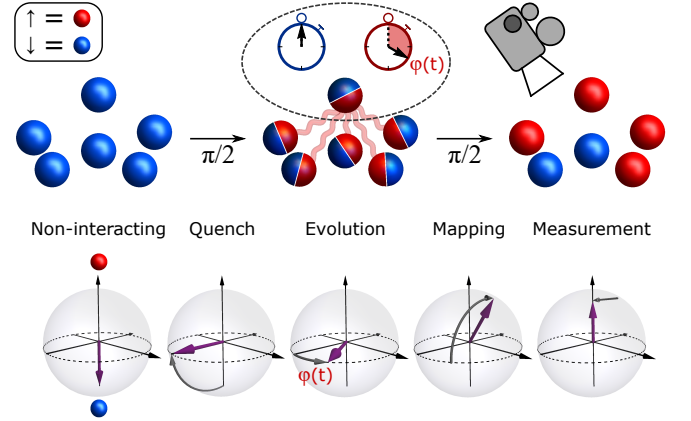 ↑ =
↓ =
φ(t)
π/2
π/2
Non-interacting Quench Evolution Mapping Measurement
φ(t)